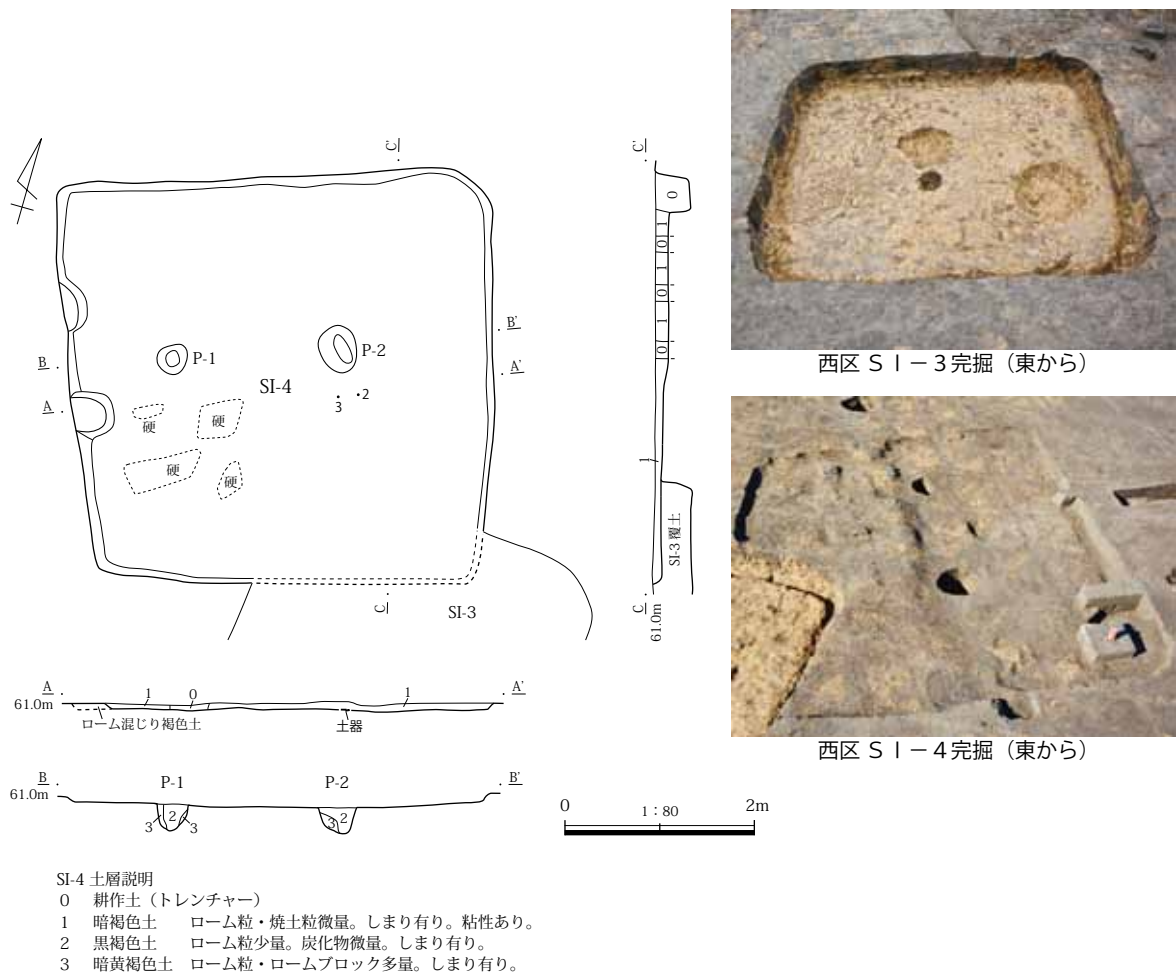 C'
B
A
P-1
P-2
SI-4
3
2
B'
A'
硬
硬
硬
硬
C
SI-3
C'
0
1
0
1
0
1
0
1
SI-3 覆土
C
61.0m
A
A'
61.0m
1
0
1
ローム混じり褐色土
土器
B
P-1
P-2
B'
61.0m
3
2
3
3
2
0
1：80
2m
SI-4 土層説明
0 耕作土（トレンチャー）
1 暗褐色土 ローム粒・焼土粒微量。しまり有り。粘性あり。
2 黒褐色土 ローム粒少量。炭化物微量。しまり有り。
3 暗黄褐色土 ローム粒・ロームブロック多量。しまり有り。
西区 ＳＩ－３完掘（東から）
西区 ＳＩ－４完掘（東から）